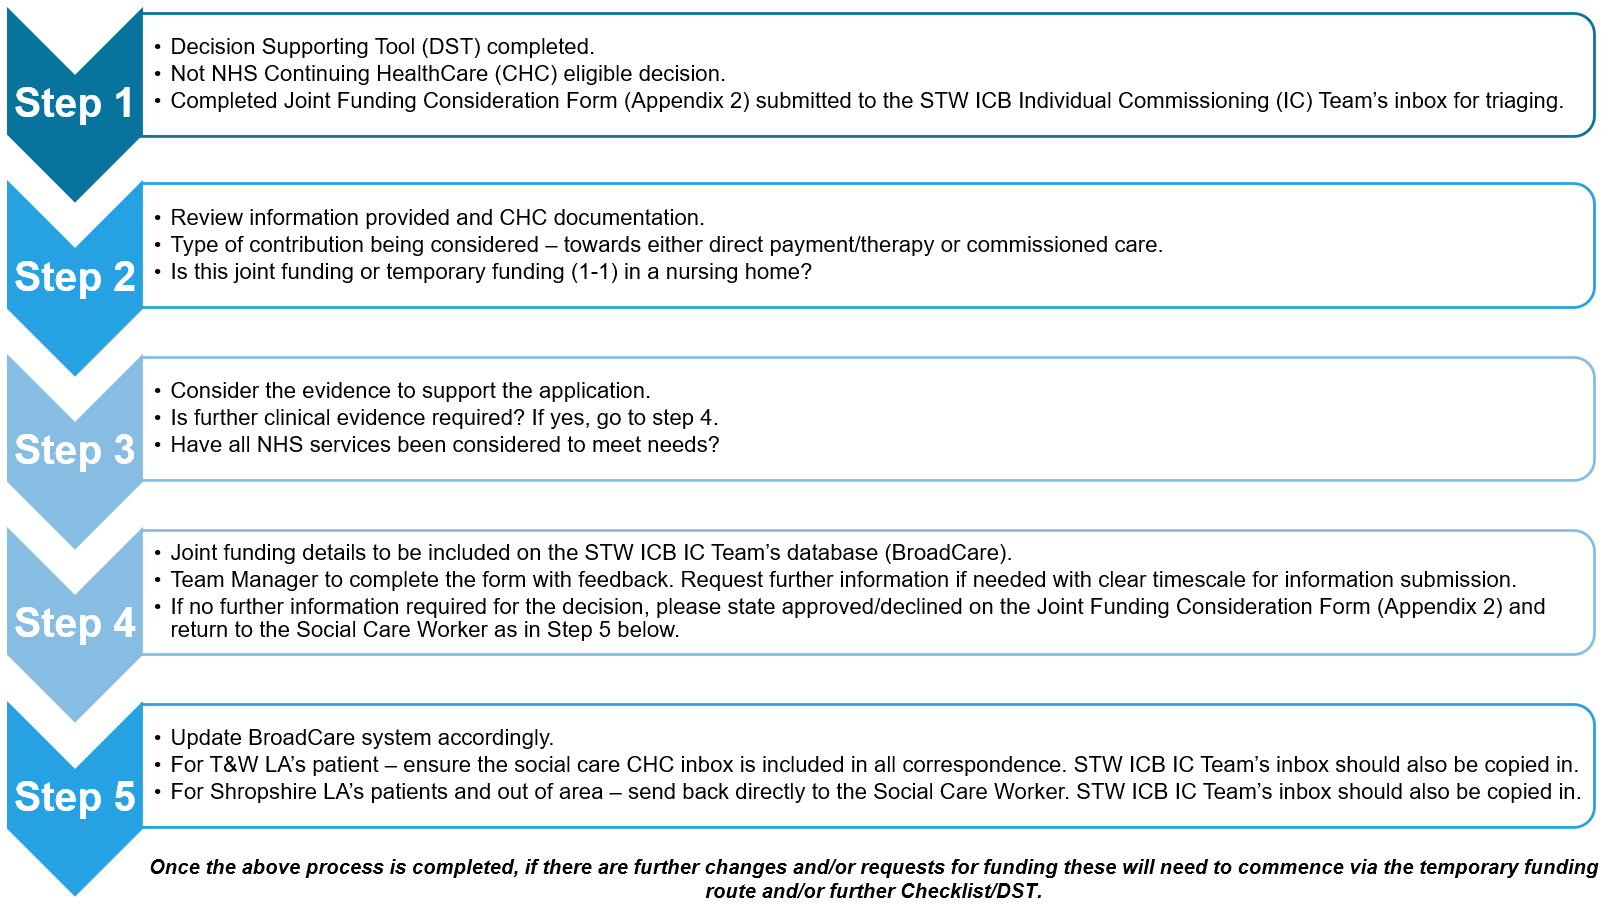 Step 1
• Decision Supporting Tool (DST) completed.
• Not NHS Continuing HealthCare (CHC) eligible decision.
• Completed Joint Funding Consideration Form (Appendix 2) submitted to the STW ICB Individual Commissioning (IC) Team’s inbox for triaging.
Step 2
• Review information provided and CHC documentation.
• Type of contribution being considered – towards either direct payment/therapy or commissioned care.
• Is this joint funding or temporary funding (1-1) in a nursing home?
Step 3
• Consider the evidence to support the application.
• Is further clinical evidence required? If yes, go to step 4.
• Have all NHS services been considered to meet needs?
Step 4
• Joint funding details to be included on the STW ICB IC Team’s database (BroadCare).
• Team Manager to complete the form with feedback. Request further information if needed with clear timescale for information submission.
• If no further information required for the decision, please state approved/declined on the Joint Funding Consideration Form (Appendix 2) and
return to the Social Care Worker as in Step 5 below.
Step 5
• Update BroadCare system accordingly.
• For T&W LA’s patient – ensure the social care CHC inbox is included in all correspondence. STW ICB IC Team’s inbox should also be copied in.
• For Shropshire LA’s patients and out of area – send back directly to the Social Care Worker. STW ICB IC Team’s inbox should also be copied in.
Once the above process is completed, if there are further changes and/or requests for funding these will need to commence via the temporary funding
route and/or further Checklist/DST.